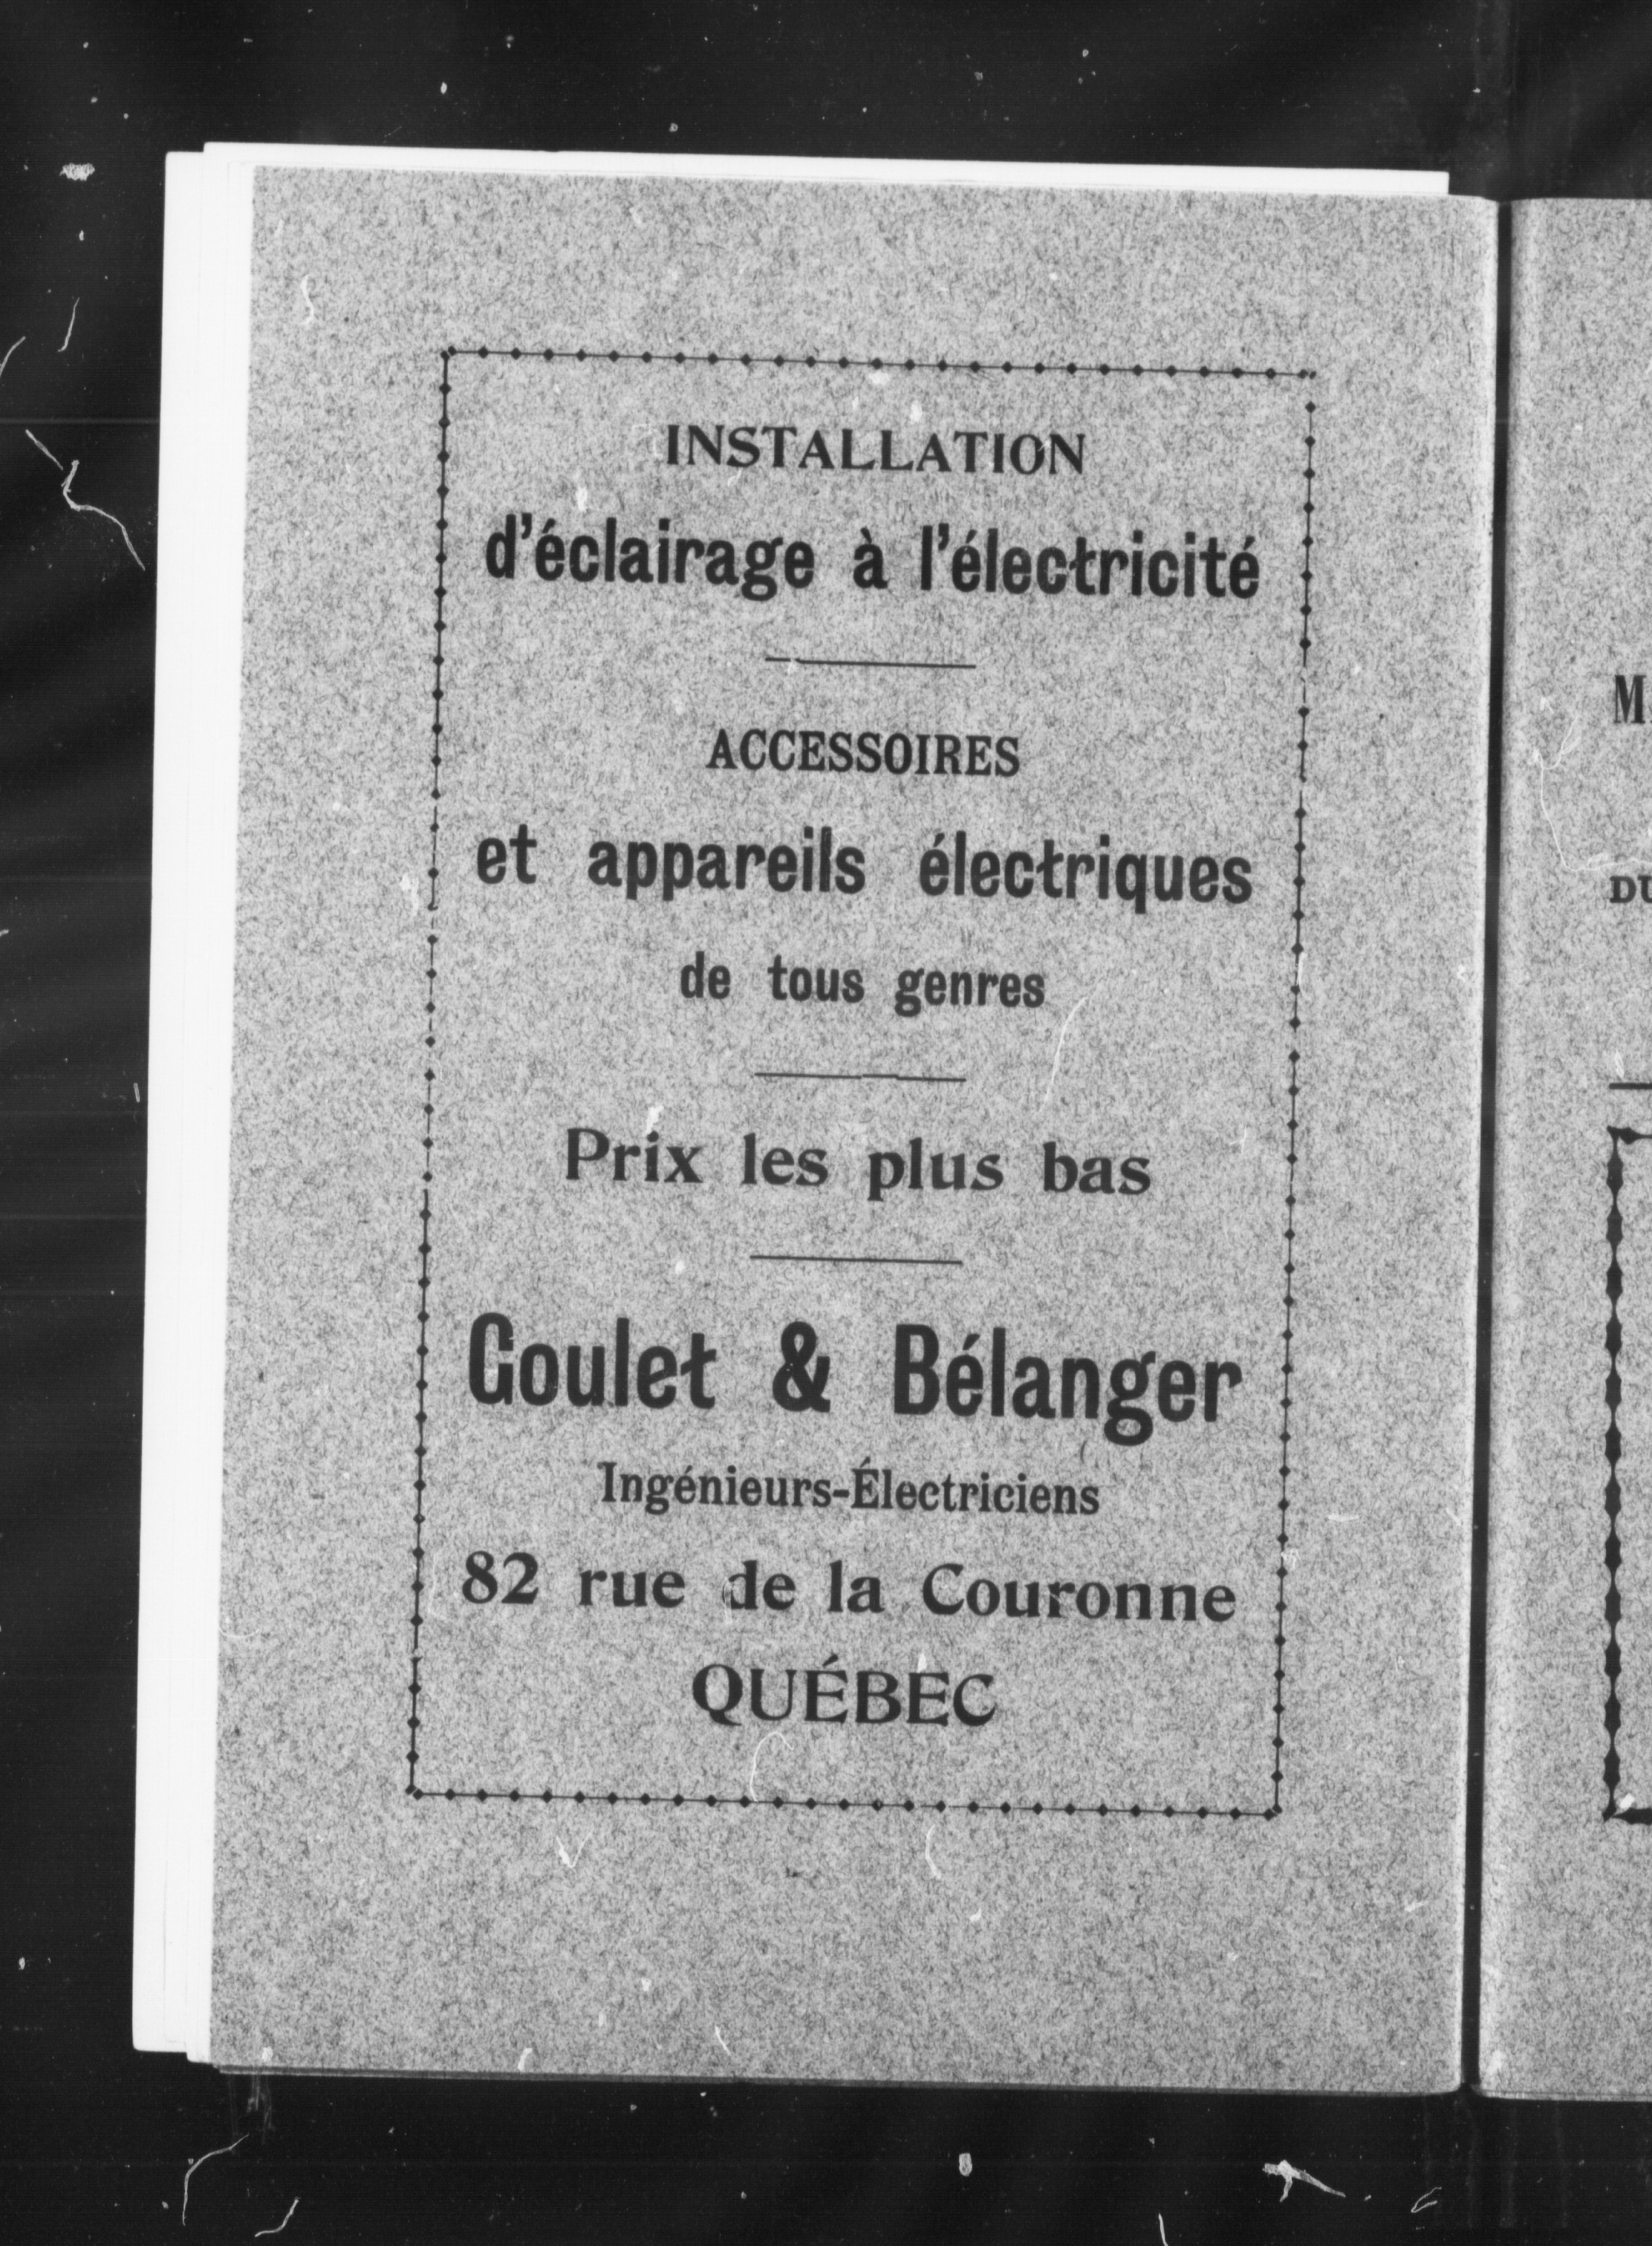 INSTALLATION
d'éclairage à l'électricité
ACCESSOIRES
et appareils électriques
de tous genres
Prix les plus bas
Goulet & Bélanger
Ingénieurs-Électriciens
82 rue de la Couronne
QUÉBEC
M
DU